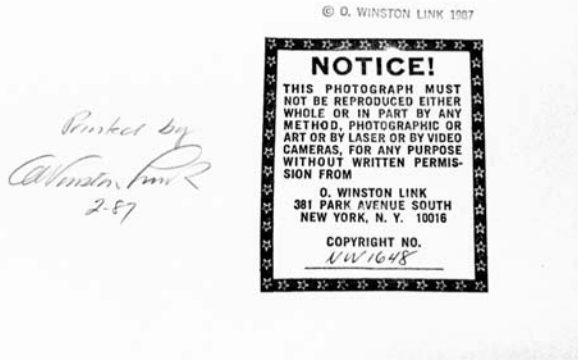 © O. WINSTON LINK 1987
NOTICE!
THIS PHOTOGRAPH MUST
NOT BE REPRODUCED EITHER
WHOLE OR IN PART BY ANY
METHOD, PHOTOGRAPHIC OR
ART OR BY LASER OR BY VIDEO
CAMERAS, FOR ANY PURPOSE
WITHOUT WRITTEN PERMIS-
SION FROM
O. WINSTON LINK
381 PARK AVENUE SOUTH
NEW YORK, N. Y. 10016
COPYRIGHT NO.
NW1648
Printed by
O Winston Link
2-87